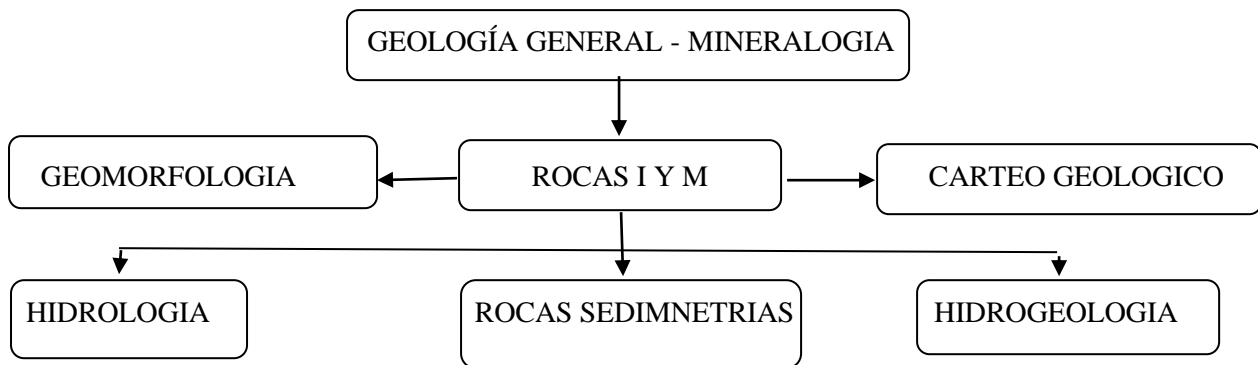 GEOLOGÍA GENERAL - MINERALOGIA
GEOMORFOLOGIA
ROCAS I Y M
CARTEO GEOLOGICO
HIDROLOGIA
ROCAS SEDIMNETRIAS
HIDROGEOLOGIA